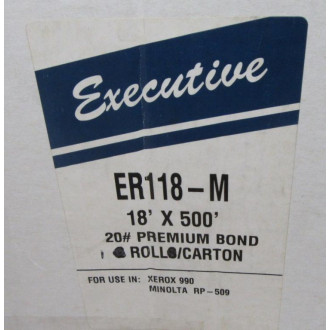 Executive
ER118-M
18' X 500'
20# PREMIUM BOND
ROLLS/CARTON
FOR USE IN: XEROX 990
MINOLTA RP-509